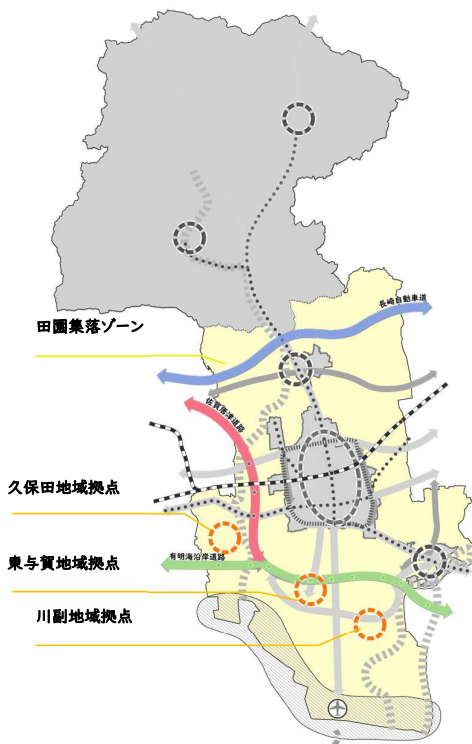 長崎自動車道
田園集落ゾーン
佐賀唐津道路
久保田地域拠点
東与賀地域拠点
有明海沿岸道路
川副地域拠点